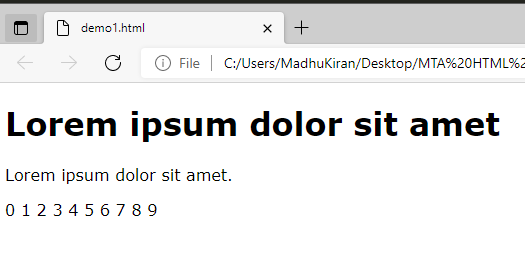 demo1.html
File C:/Users/MadhuKiran/Desktop/MTA%20HTML%2
Lorem ipsum dolor sit amet
Lorem ipsum dolor sit amet.
0 1 2 3 4 5 6 7 8 9